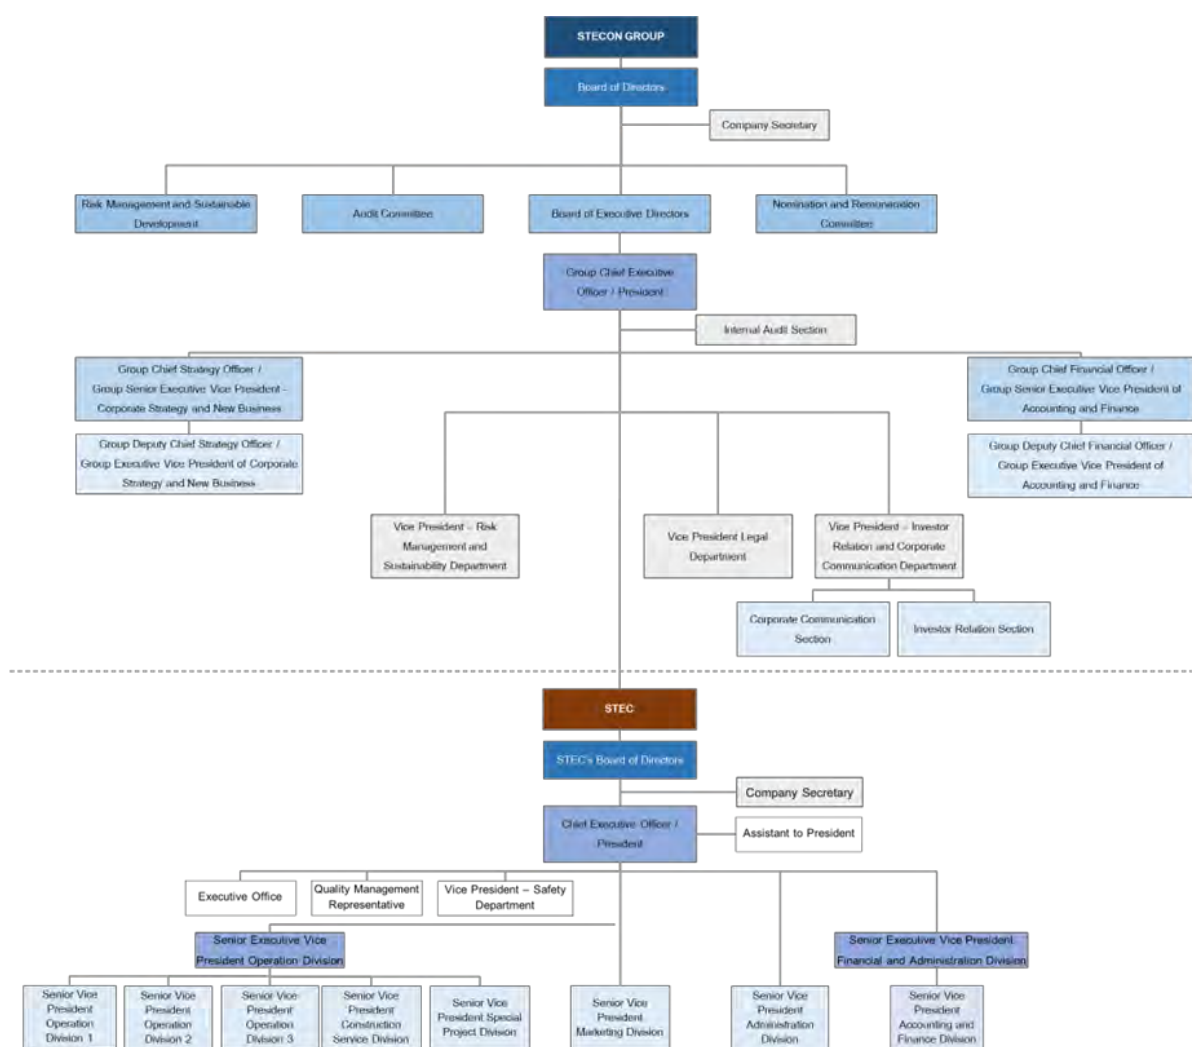 STECON GROUP
Board of Directors
Company Secretary
Risk Management and Sustainable
Development
Audit Committee
Board of Executive Directors
Nomination and Remuneration
Committee
Group Chief Executive
Officer / President
Internal Audit Section
Group Chief Strategy Officer /
Group Senior Executive Vice President –
Corporate Strategy and New Business
Group Chief Financial Officer /
Group Senior Executive Vice President of
Accounting and Finance
Group Deputy Chief Strategy Officer /
Group Executive Vice President of Corporate
Strategy and New Business
Group Deputy Chief Financial Officer /
Group Executive Vice President of
Accounting and Finance
Vice President – Risk
Management and
Sustainability Department
Vice President Legal
Department
Vice President – Investor
Relation and Corporate
Communication Department
Corporate Communication
Section
Investor Relation Section
STEC
STEC's Board of Directors
Company Secretary
Chief Executive Officer /
President
Assistant to President
Executive Office
Quality Management
Representative
Vice President – Safety
Department
Senior Executive Vice
President Operation Division
Senior Executive Vice President
Financial and Administration Division
Senior Vice
President
Operation
Division 1
Senior Vice
President
Operation
Division 2
Senior Vice
President
Operation
Division 3
Senior Vice
President
Construction
Service Division
Senior Vice
President Special
Project Division
Senior Vice
President
Marketing Division
Senior Vice
President
Administration
Division
Senior Vice
President
Accounting and
Finance Division